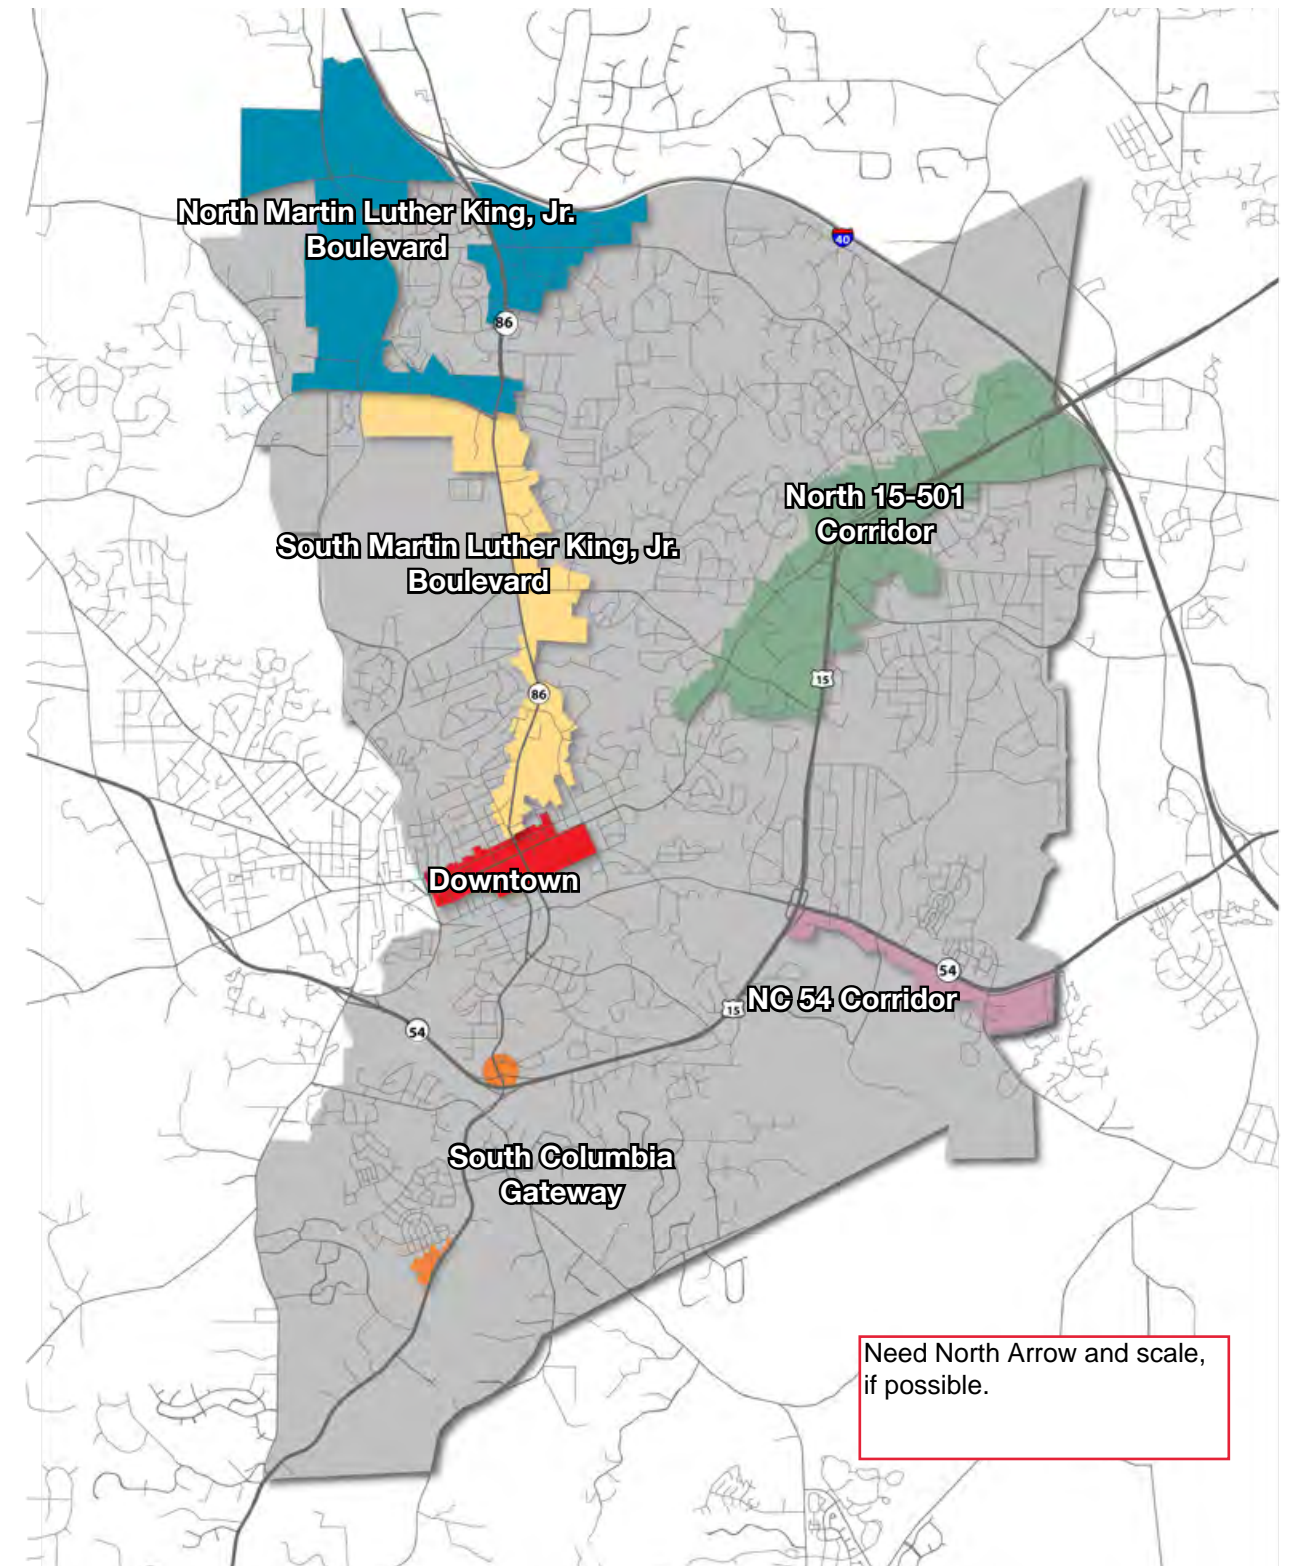 North Martin Luther King, Jr.
Boulevard
40
86
North 15-501
Corridor
South Martin Luther King, Jr.
Boulevard
15
86
Downtown
54
NC 54 Corridor
15
54
South Columbia
Gateway
Need North Arrow and scale,
if possible.